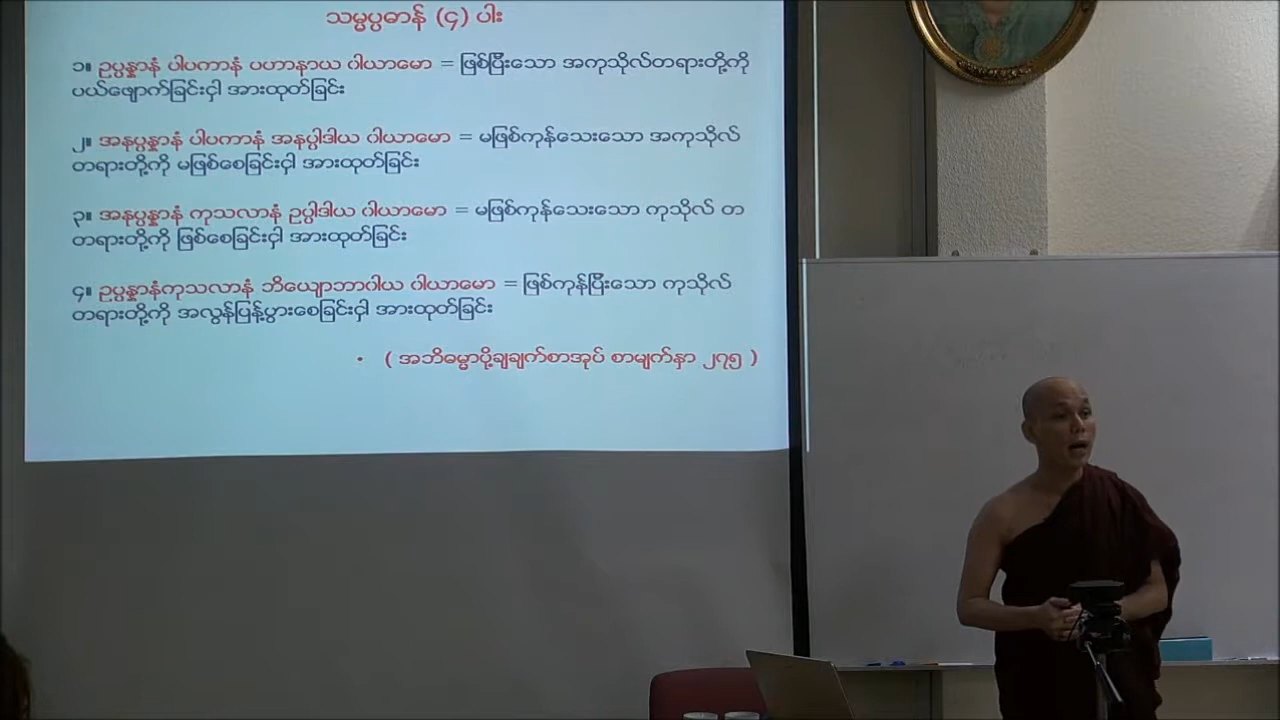 သမ္မပ္ပဓာန် (၄) ပါး
၁။ ဥပ္ပန္နာနံ ပါပကာနံ ပဟာနာယ ဝါယာမော = ဖြစ်ပြီးသော အကုသိုလ်တရားတို့ကို
ပယ်ဖျောက်ခြင်းငှါ အားထုတ်ခြင်း
၂။ အနုပ္ပန္နာနံ ပါပကာနံ အနုပ္ပါဒါယ ဝါယာမော = မဖြစ်ကုန်သေးသော အကုသိုလ်
တရားတို့ကို မဖြစ်စေခြင်းငှါ အားထုတ်ခြင်း
၃။ အနုပ္ပန္နာနံ ကုသလာနံ ဥပ္ပါဒါယ ဝါယာမော = မဖြစ်ကုန်သေးသော ကုသိုလ် တ
တရားတို့ကို ဖြစ်စေခြင်းငှါ အားထုတ်ခြင်း
၄။ ဥပ္ပန္နာနံကုသလာနံ ဘိယျောဘာဝါယ ဝါယာမော = ဖြစ်ကုန်ပြီးသော ကုသိုလ်
တရားတို့ကို အလွန်ပြန့်ပွားစေခြင်းငှါ အားထုတ်ခြင်း
• ( အဘိဓမ္မာပို့ချချက်စာအုပ် စာမျက်နှာ ၂၇၅ )